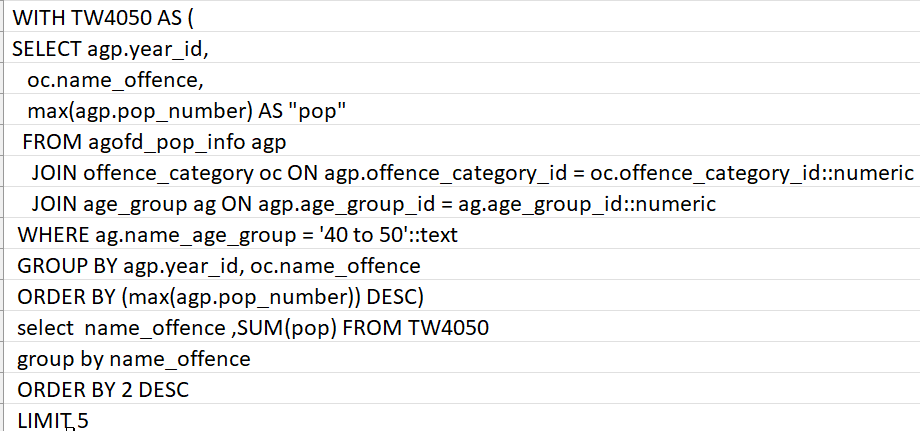 WITH TW4050 AS (
SELECT agp.year_id,
oc.name_offence,
max(agp.pop_number) AS "pop"
FROM agofd_pop_info agp
JOIN offence_category oc ON agp.offence_category_id = oc.offence_category_id::numeric
JOIN age_group ag ON agp.age_group_id = ag.age_group_id::numeric
WHERE ag.name_age_group = '40 to 50'::text
GROUP BY agp.year_id, oc.name_offence
ORDER BY (max(agp.pop_number)) DESC)
select  name_offence ,SUM(pop) FROM TW4050
group by name_offence
ORDER BY 2 DESC
LIMIT 5